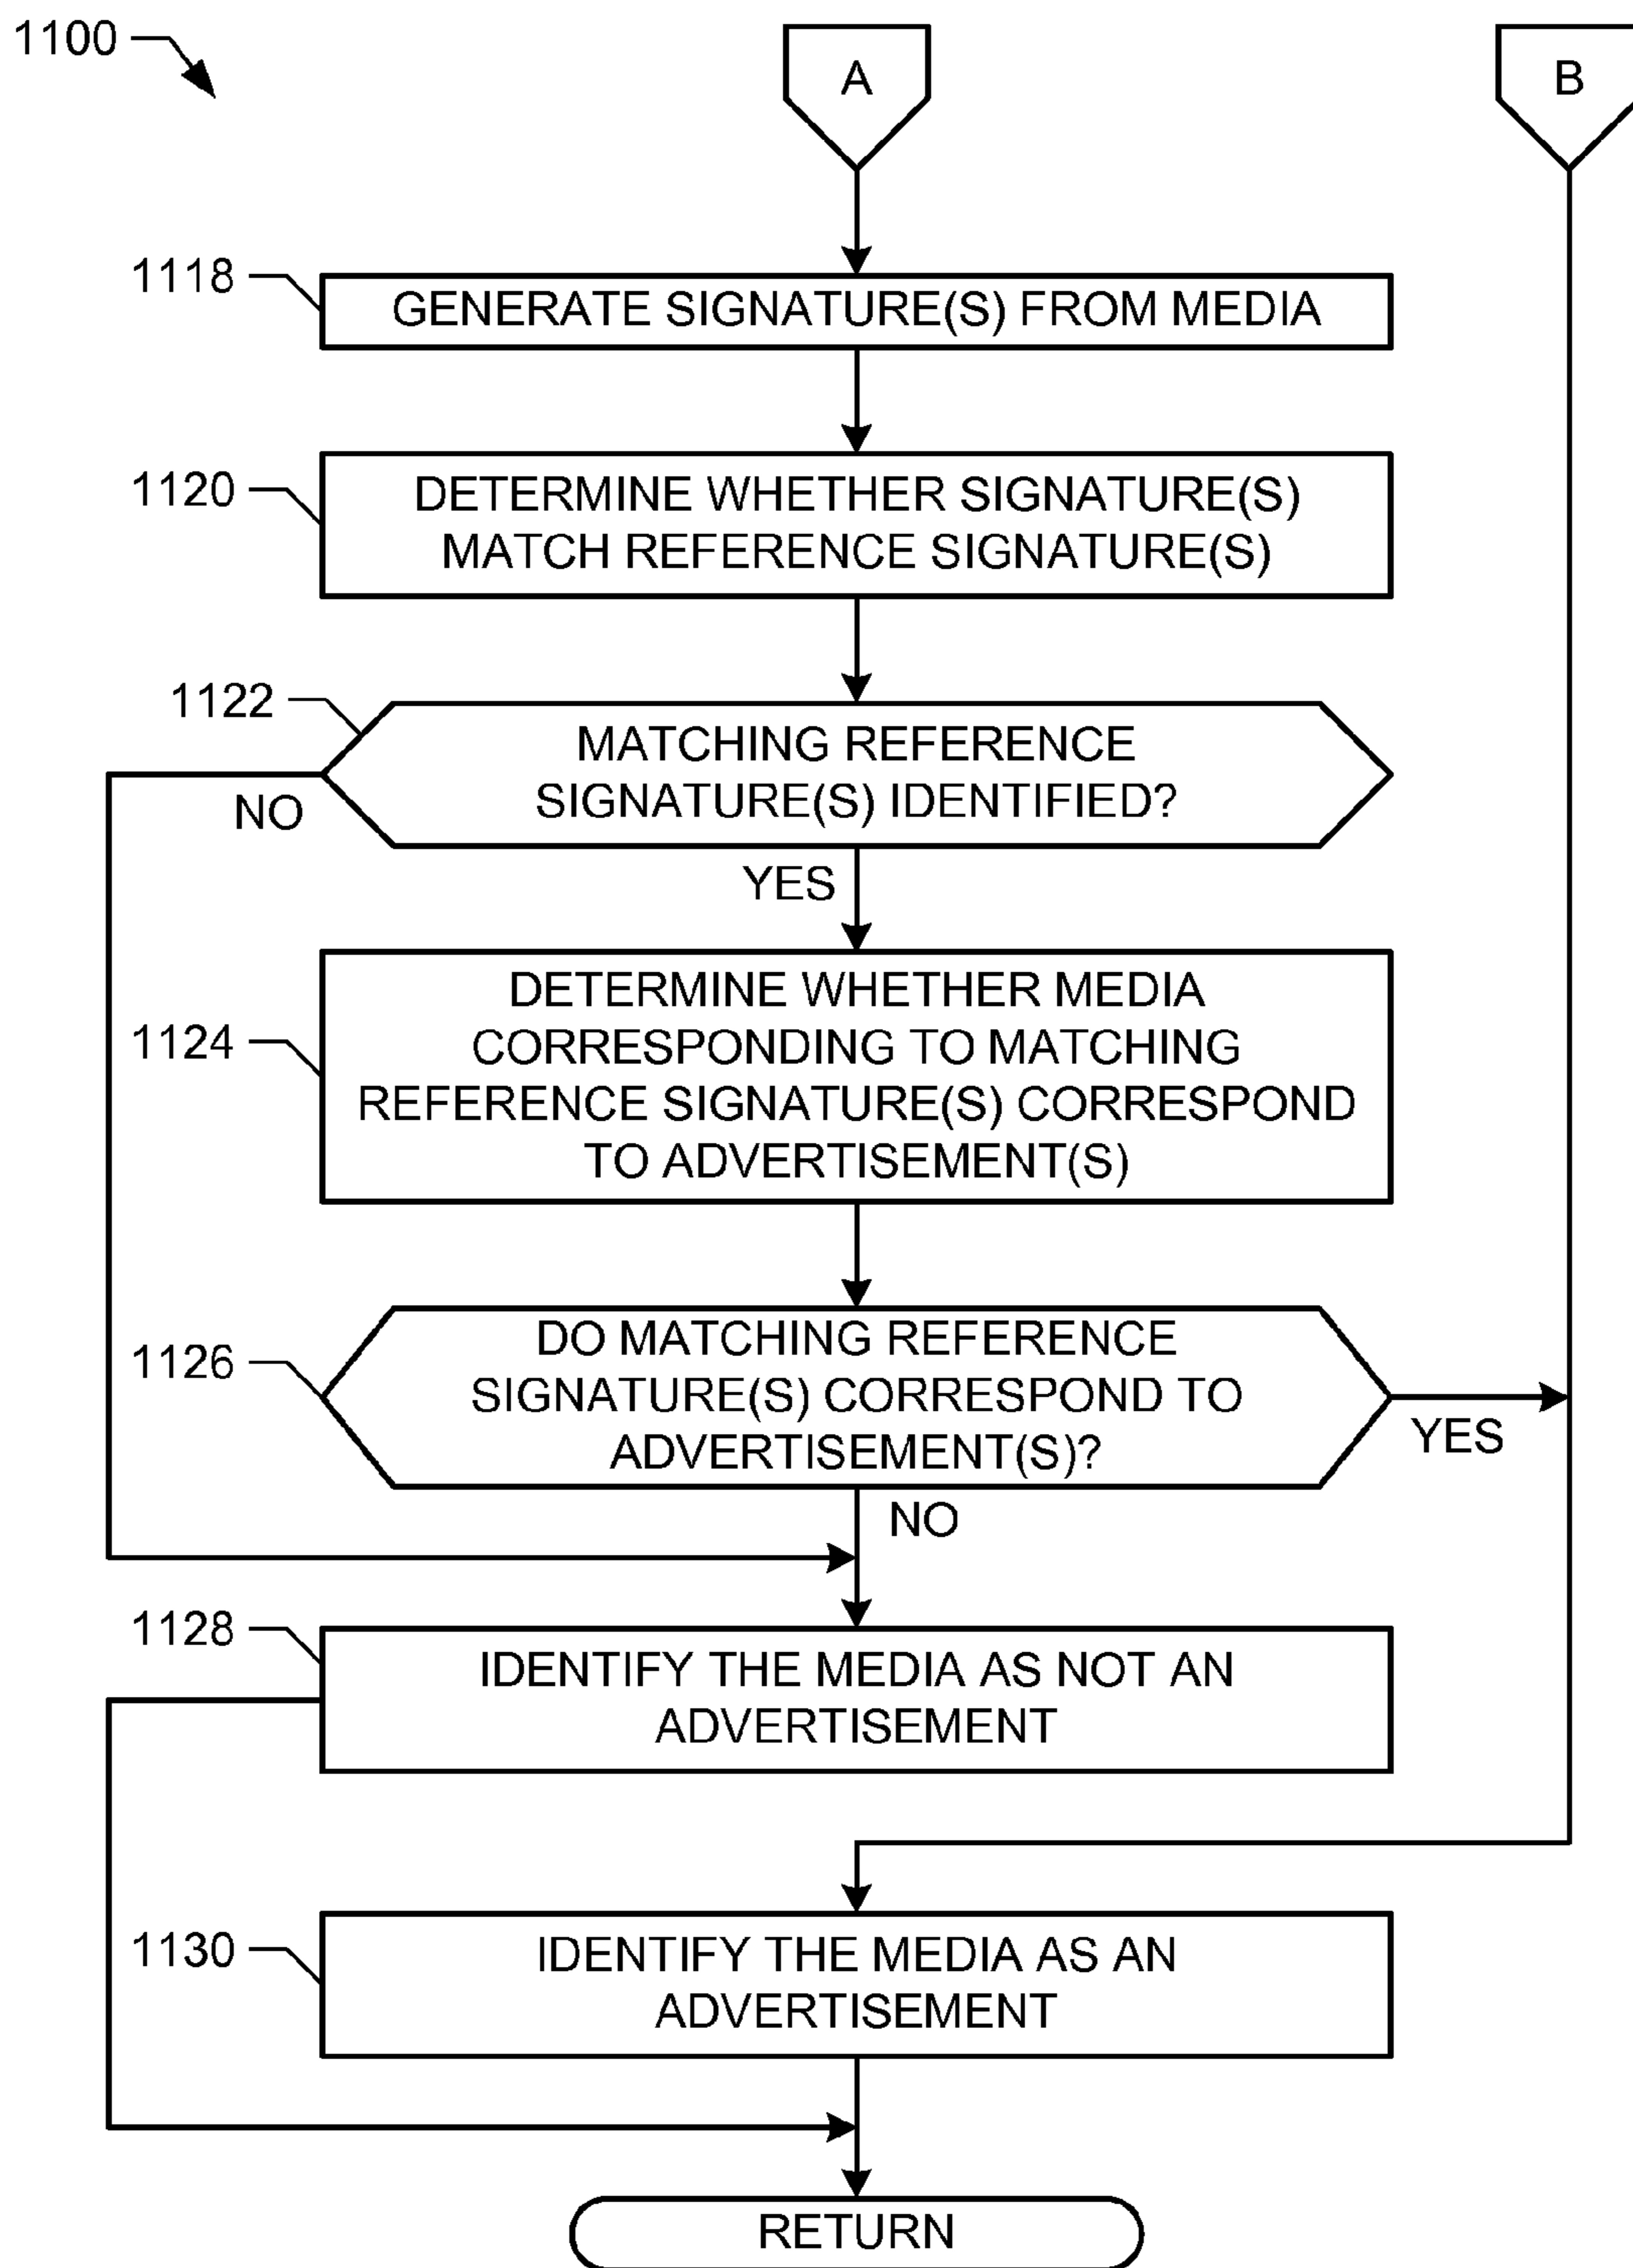 1100
A
B
1118
GENERATE SIGNATURE(S) FROM MEDIA
1120
DETERMINE WHETHER SIGNATURE(S)
MATCH REFERENCE SIGNATURE(S)
1122
MATCHING REFERENCE
SIGNATURE(S) IDENTIFIED?
NO
YES
1124
DETERMINE WHETHER MEDIA
CORRESPONDING TO MATCHING
REFERENCE SIGNATURE(S) CORRESPOND
TO ADVERTISEMENT(S)
1126
DO MATCHING REFERENCE
SIGNATURE(S) CORRESPOND TO
ADVERTISEMENT(S)?
YES
NO
1128
IDENTIFY THE MEDIA AS NOT AN
ADVERTISEMENT
1130
IDENTIFY THE MEDIA AS AN
ADVERTISEMENT
RETURN